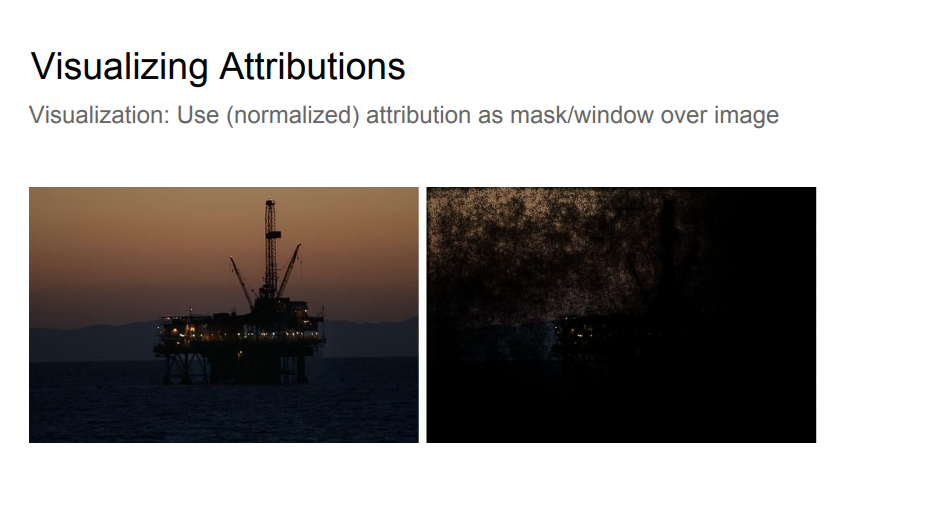 Visualizing Attributions
Visualization: Use (normalized) attribution as mask/window over image